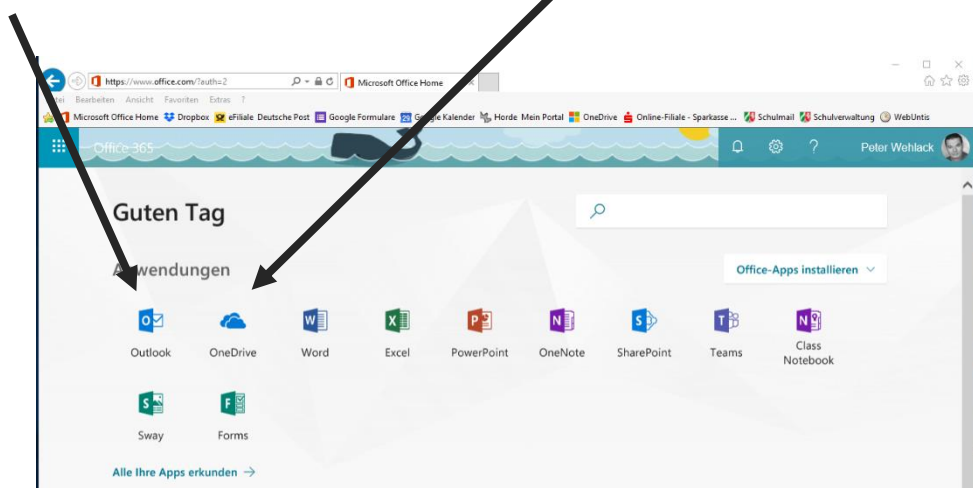 https://www.office.com/?auth=2
Microsoft Office Home
Bearbeiten Ansicht Favoriten Extras ?
Microsoft Office Home Dropbox eFiliale Deutsche Post Google Formulare Kalender Horde Mein Portal OneDrive Online-Filiale - Sparkasse ... Schulmail Schulverwaltung WebUntis
Office 365 ? Peter Wehlack
Guten Tag
Anwendungen Office-Apps installieren
Outlook OneDrive Word Excel PowerPoint OneNote SharePoint Teams Class Notebook
Sway Forms
Alle Ihre Apps erkunden →